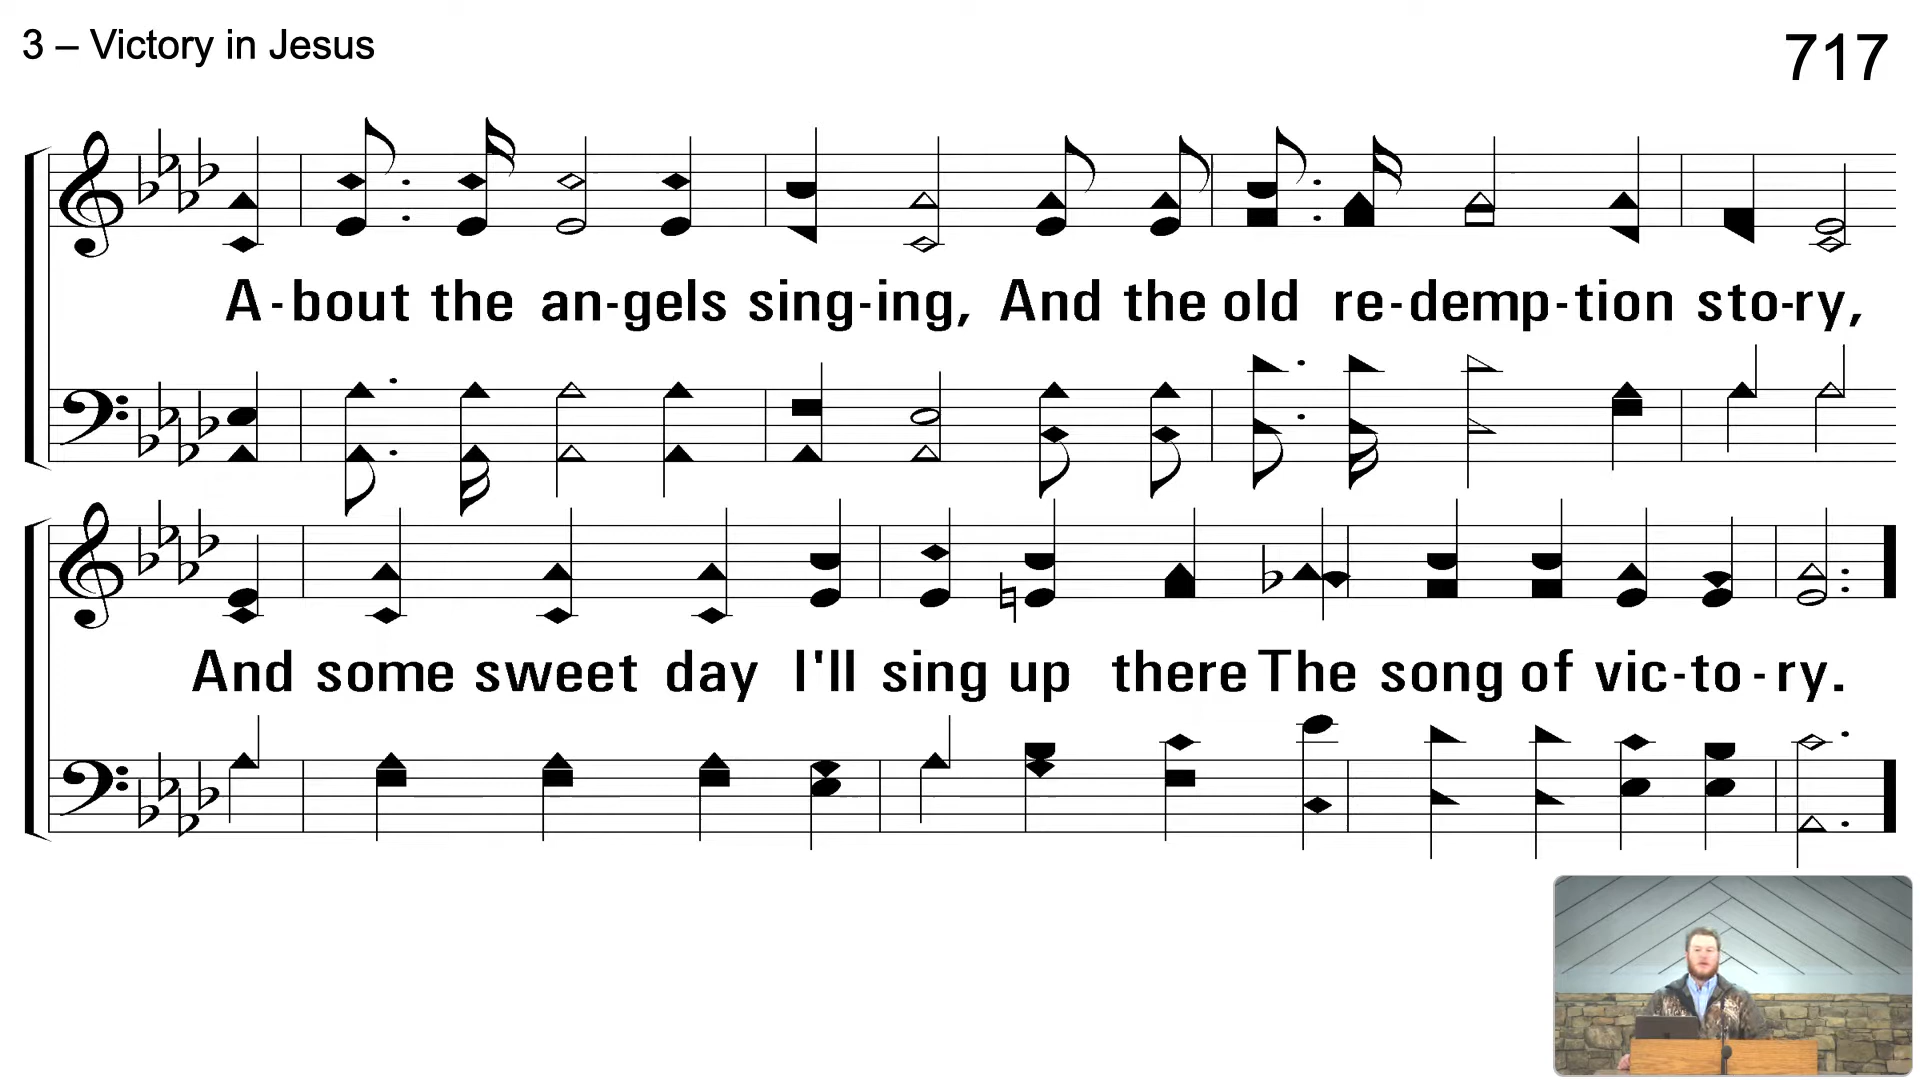 3 – Victory in Jesus
717
A-bout the an-gels sing-ing, And the old re-demp-tion sto-ry,
And some sweet day I'll sing up there The song of vic-to-ry.